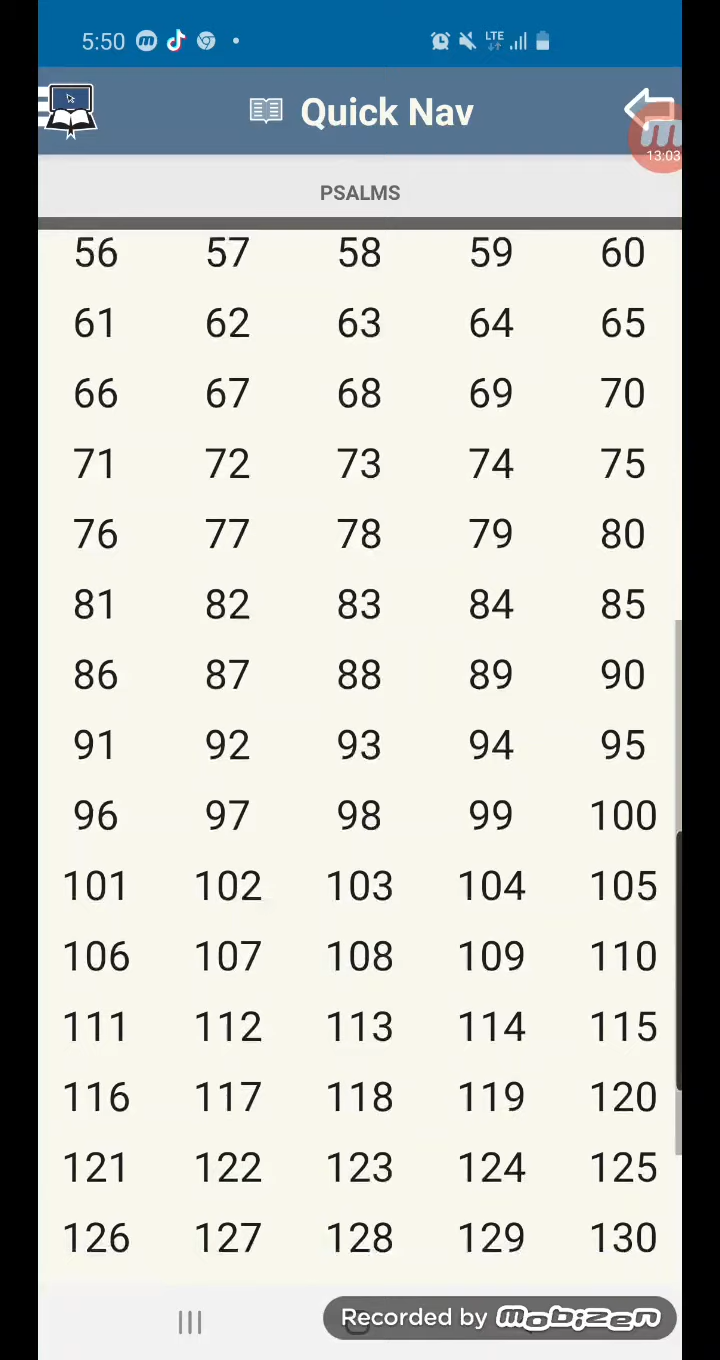 5:50 LTE
Quick Nav
13:03
PSALMS
56 57 58 59 60
61 62 63 64 65
66 67 68 69 70
71 72 73 74 75
76 77 78 79 80
81 82 83 84 85
86 87 88 89 90
91 92 93 94 95
96 97 98 99 100
101 102 103 104 105
106 107 108 109 110
111 112 113 114 115
116 117 118 119 120
121 122 123 124 125
126 127 128 129 130
Recorded by mobizen